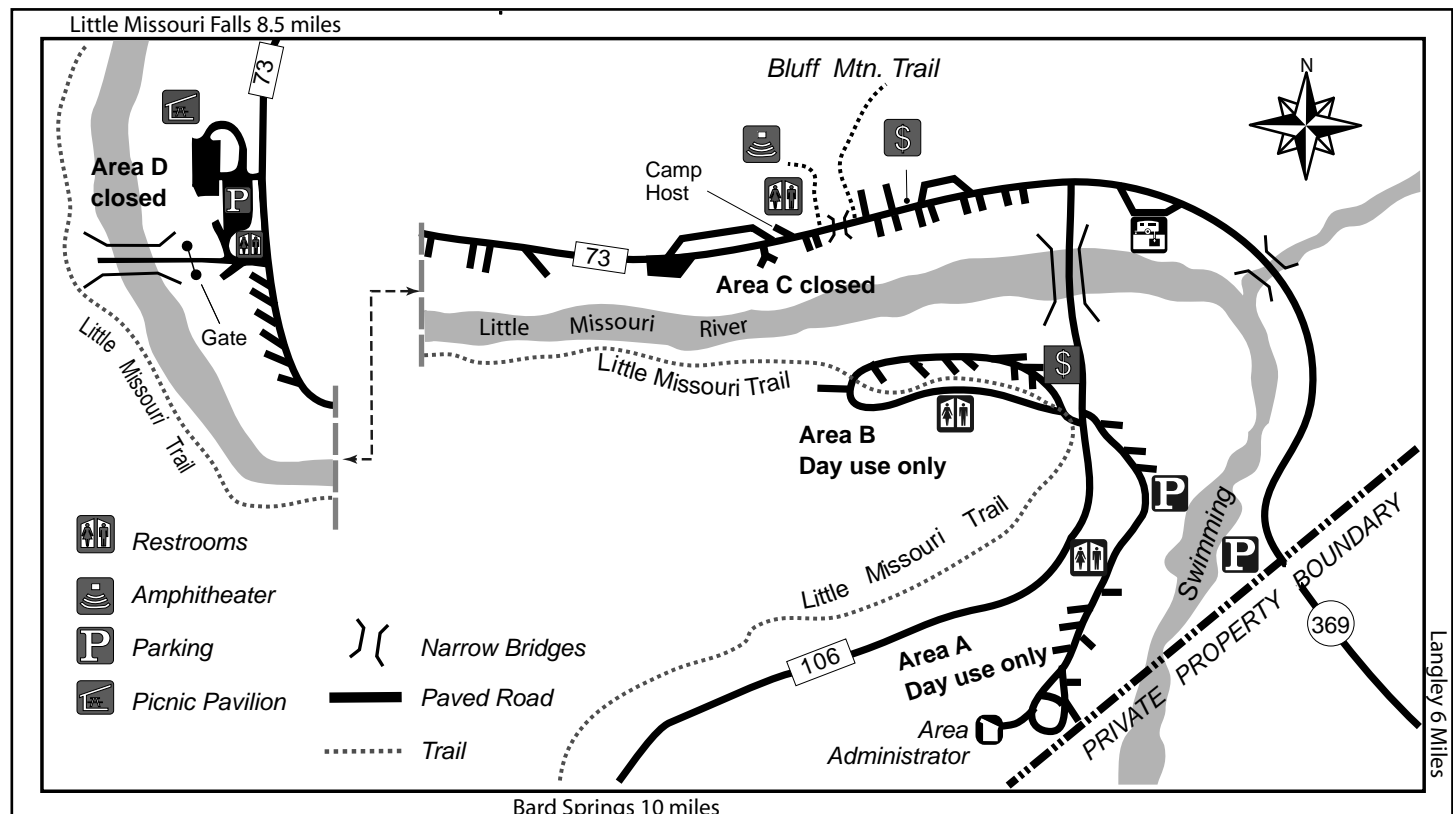 Little Missouri Falls 8.5 miles
73
Bluff Mtn. Trail
N
$
Camp
Host
Area D
closed
P
73
Area C closed
Gate
Little Missouri River
Little Missouri Trail
Little Missouri Trail
$
Area B
Day use only
P
Swimming
P
PRIVATE PROPERTY BOUNDARY
Little Missouri Trail
369
106
Area A
Day use only
Area
Administrator
Restrooms
Amphitheater
P
Parking
Picnic Pavilion
Narrow Bridges
Paved Road
Trail
Langley 6 Miles
Bard Springs 10 miles